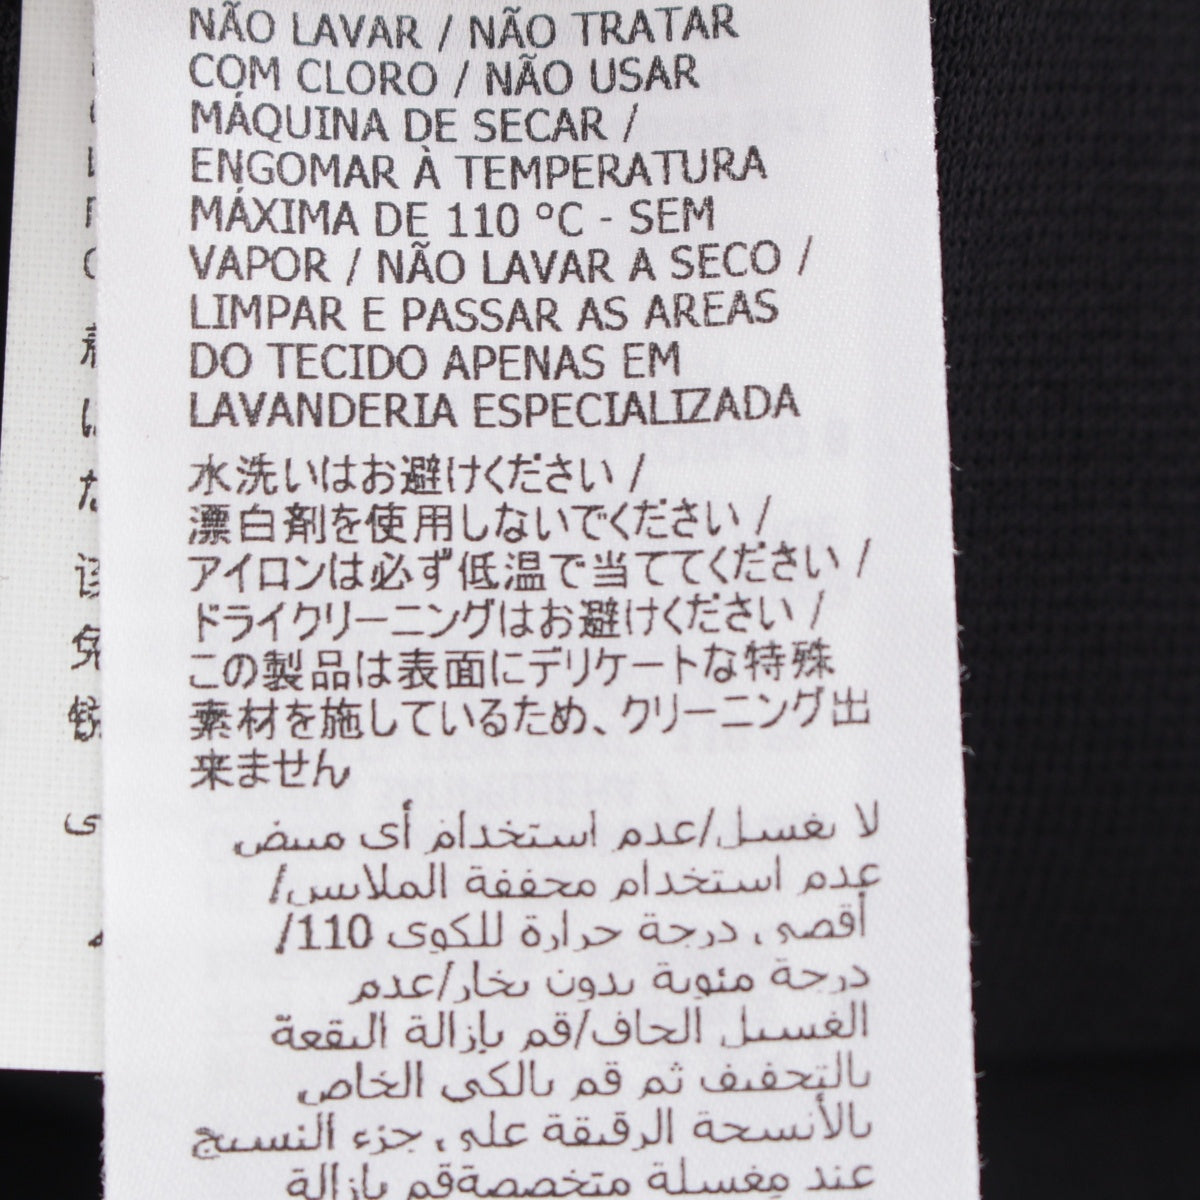 NÃO LAVAR / NÃO TRATAR
COM CLORO / NÃO USAR
MÁQUINA DE SECAR /
ENGOMAR À TEMPERATURA
MÁXIMA DE 110 °C - SEM
VAPOR / NÃO LAVAR A SECO /
LIMPAR E PASSAR AS AREAS
DO TECIDO APENAS EM
LAVANDERIA ESPECIALIZADA
水洗いはお避けください /
漂白剤を使用しないでください /
アイロンは必ず低温で当ててください /
ドライクリーニングはお避けください /
この製品は表面にデリケートな特殊
素材を施しているため、クリーニング出
来ません
لا يغسل/عدم استخدام أى مبيض
عدم استخدام مجففة الملابس/
أقصى درجة حرارة للكوى 110/
درجة مئوية بدون بخار/عدم
الغسيل الجاف/قم بإزالة البقعة
بالتجفيف ثم قم بالكي الخاص
بالأنسجة الرقيقة على جزء النسيج
عند مغسلة متخصصةقم بإزالة